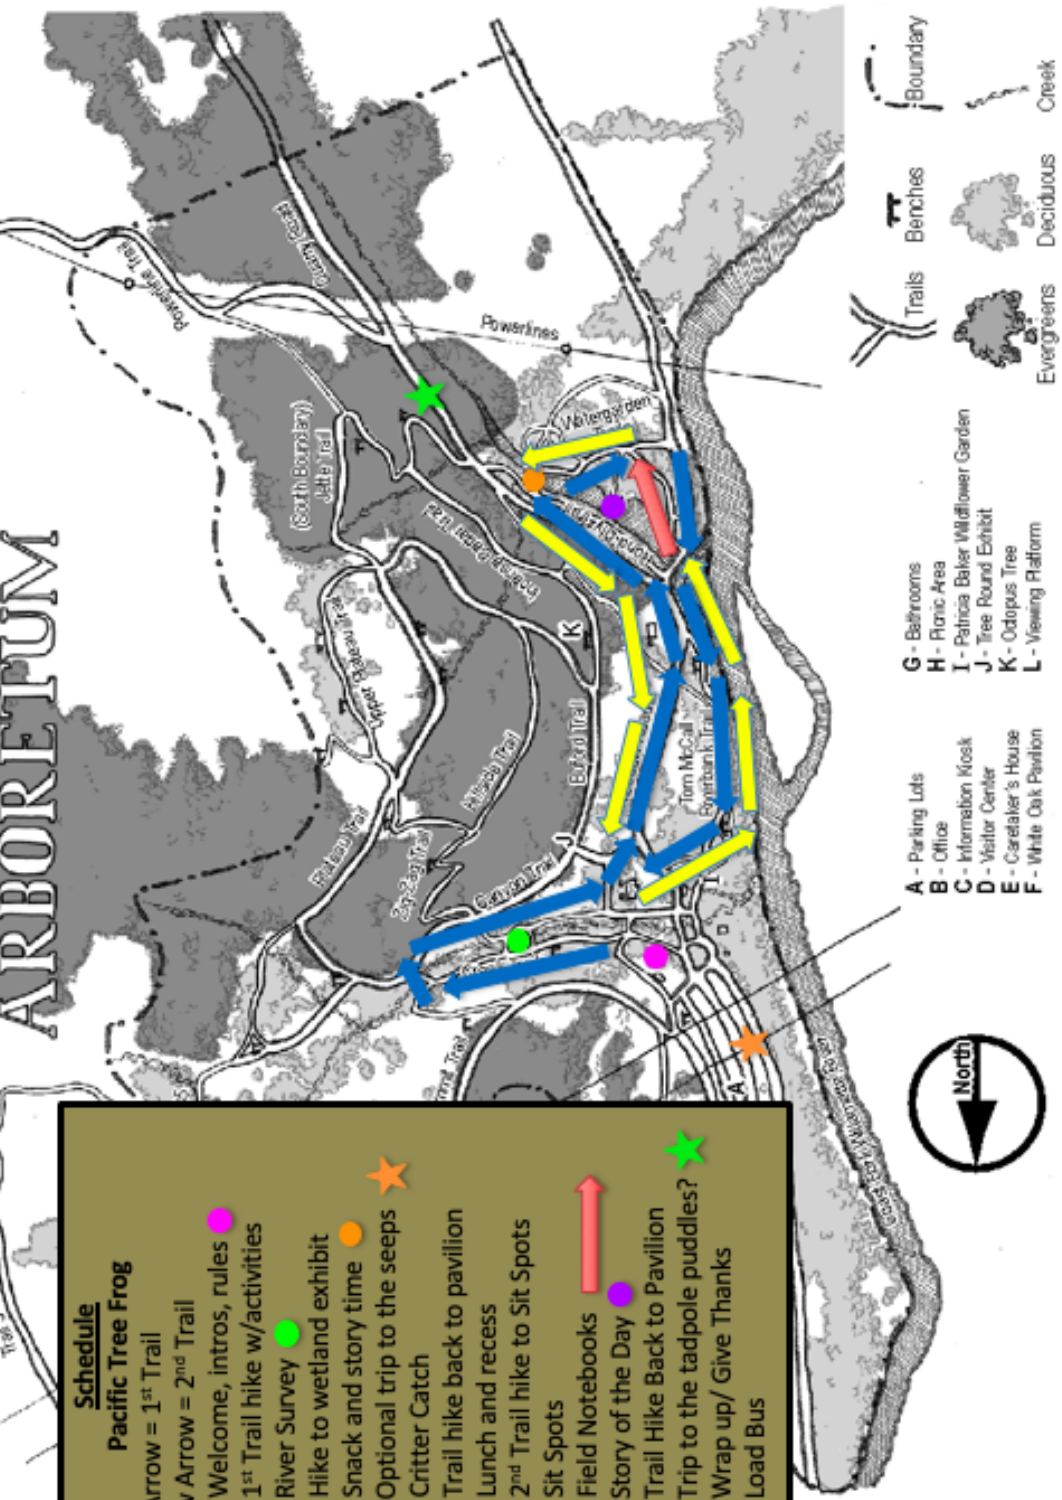 ARBORETUM
Schedule
Pacific Tree Frog
Arrow = 1st Trail
Arrow = 2nd Trail
Welcome, intros, rules
1st Trail hike w/activities
River Survey
Hike to wetland exhibit
Snack and story time
Optional trip to the seeps
Critter Catch
Trail hike back to pavilion
Lunch and recess
2nd Trail hike to Sit Spots
Sit Spots
Field Notebooks
Story of the Day
Trail Hike Back to Pavilion
Trip to the tadpole puddles?
Wrap up/ Give Thanks
Load Bus
Powerline Trail
Quarry Road
Powerlines
(South Boundary)
Jette Trail
Watergarden
Upper Plateau Trail
Plateau Trail
Hillside Trail
Buford Trail
K
Zig Zag Trail
Canyon Trail
J
Tom McCall
Riverbank Trail
A
North
A - Parking Lots
B - Office
C - Information Kiosk
D - Visitor Center
E - Caretaker's House
F - White Oak Pavilion
G - Bathrooms
H - Picnic Area
I - Patricia Baker Wildflower Garden
J - Tree Round Exhibit
K - Octopus Tree
L - Viewing Platform
Trails
Benches
Boundary
Evergreens
Deciduous
Creek